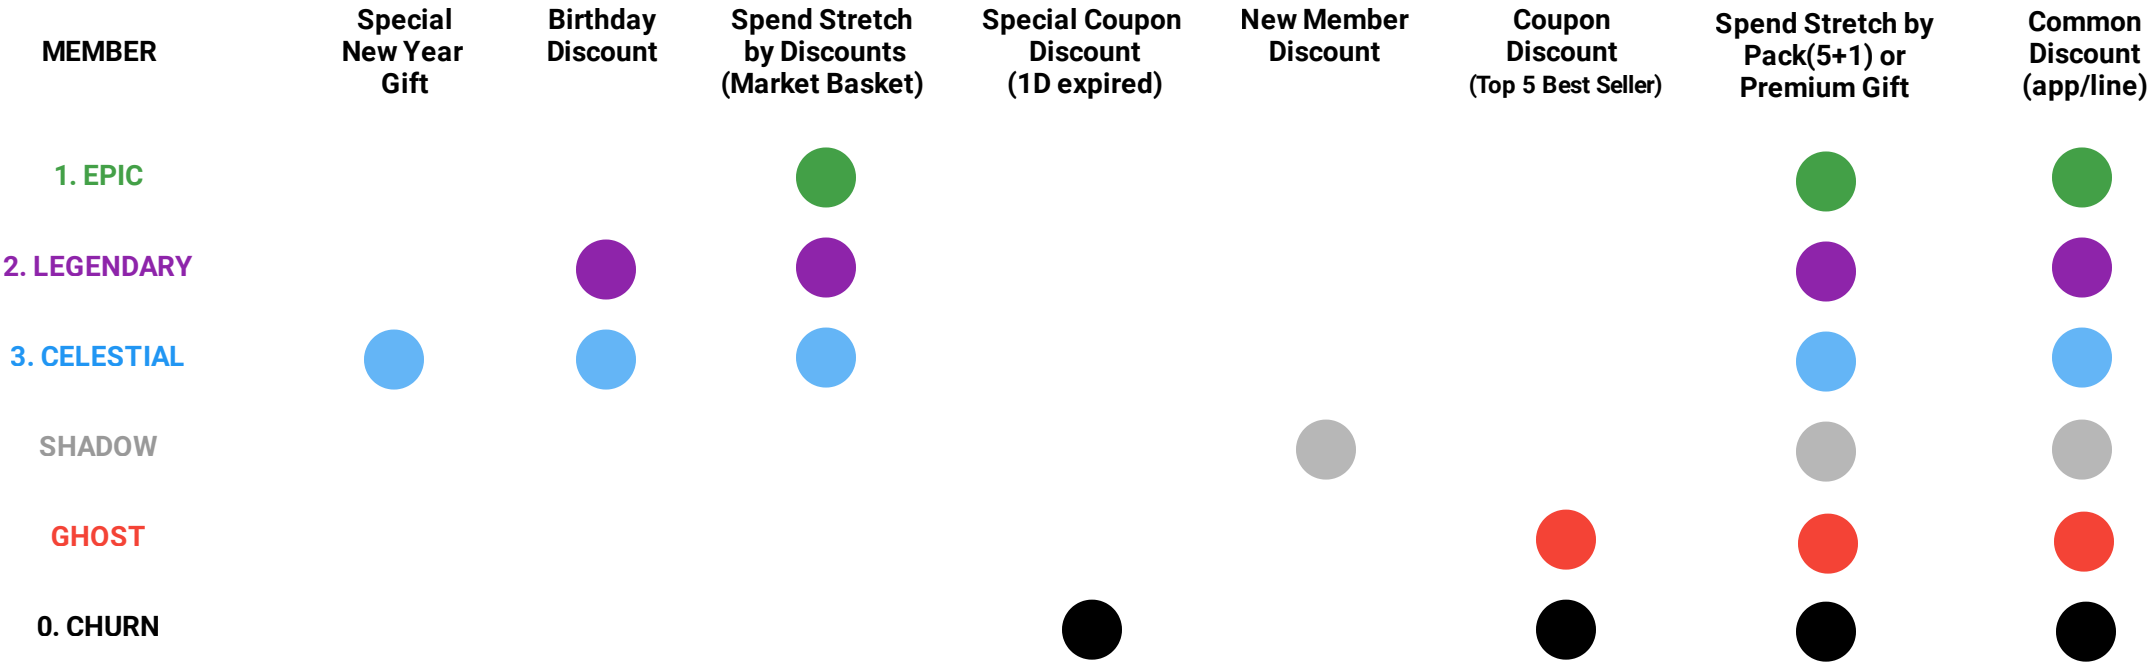 MEMBER
Special
New Year
Gift
Birthday
Discount
Spend Stretch
by Discounts
(Market Basket)
Special Coupon
Discount
(1D expired)
New Member
Discount
Coupon
Discount
(Top 5 Best Seller)
Spend Stretch by
Pack(5+1) or
Premium Gift
Common
Discount
(app/line)
1. EPIC
2. LEGENDARY
3. CELESTIAL
SHADOW
GHOST
0. CHURN